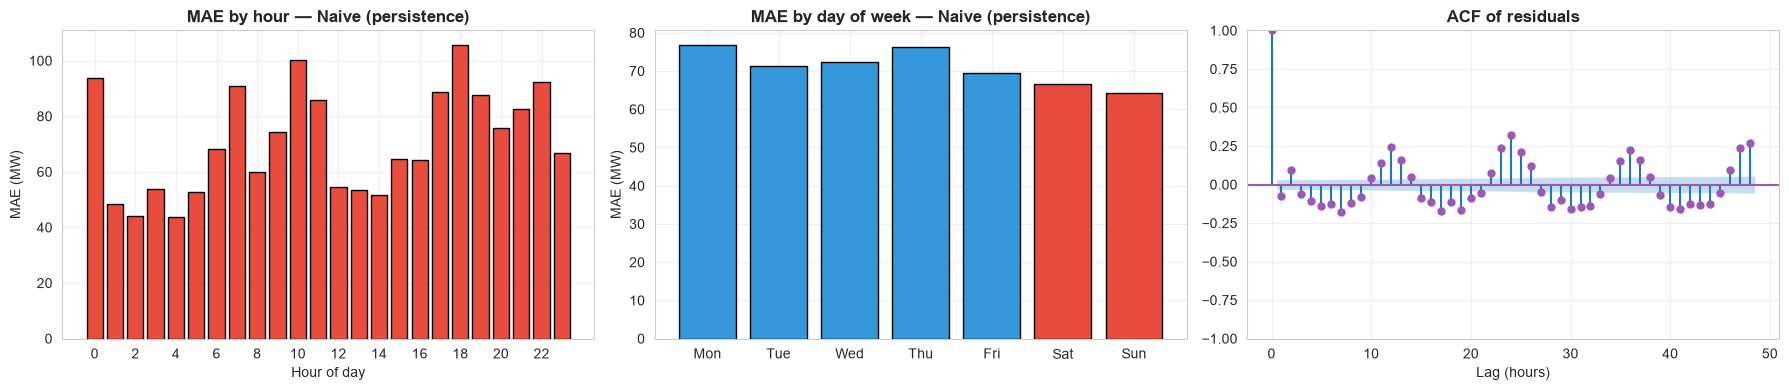 MAE by hour — Naive (persistence)
MAE (MW)
100
80
60
40
20
0
0 2 4 6 8 10 12 14 16 18 20 22
Hour of day
MAE by day of week — Naive (persistence)
MAE (MW)
80
70
60
50
40
30
20
10
0
Mon Tue Wed Thu Fri Sat Sun
ACF of residuals
1.00
0.75
0.50
0.25
0.00
−0.25
−0.50
−0.75
−1.00
0 10 20 30 40 50
Lag (hours)